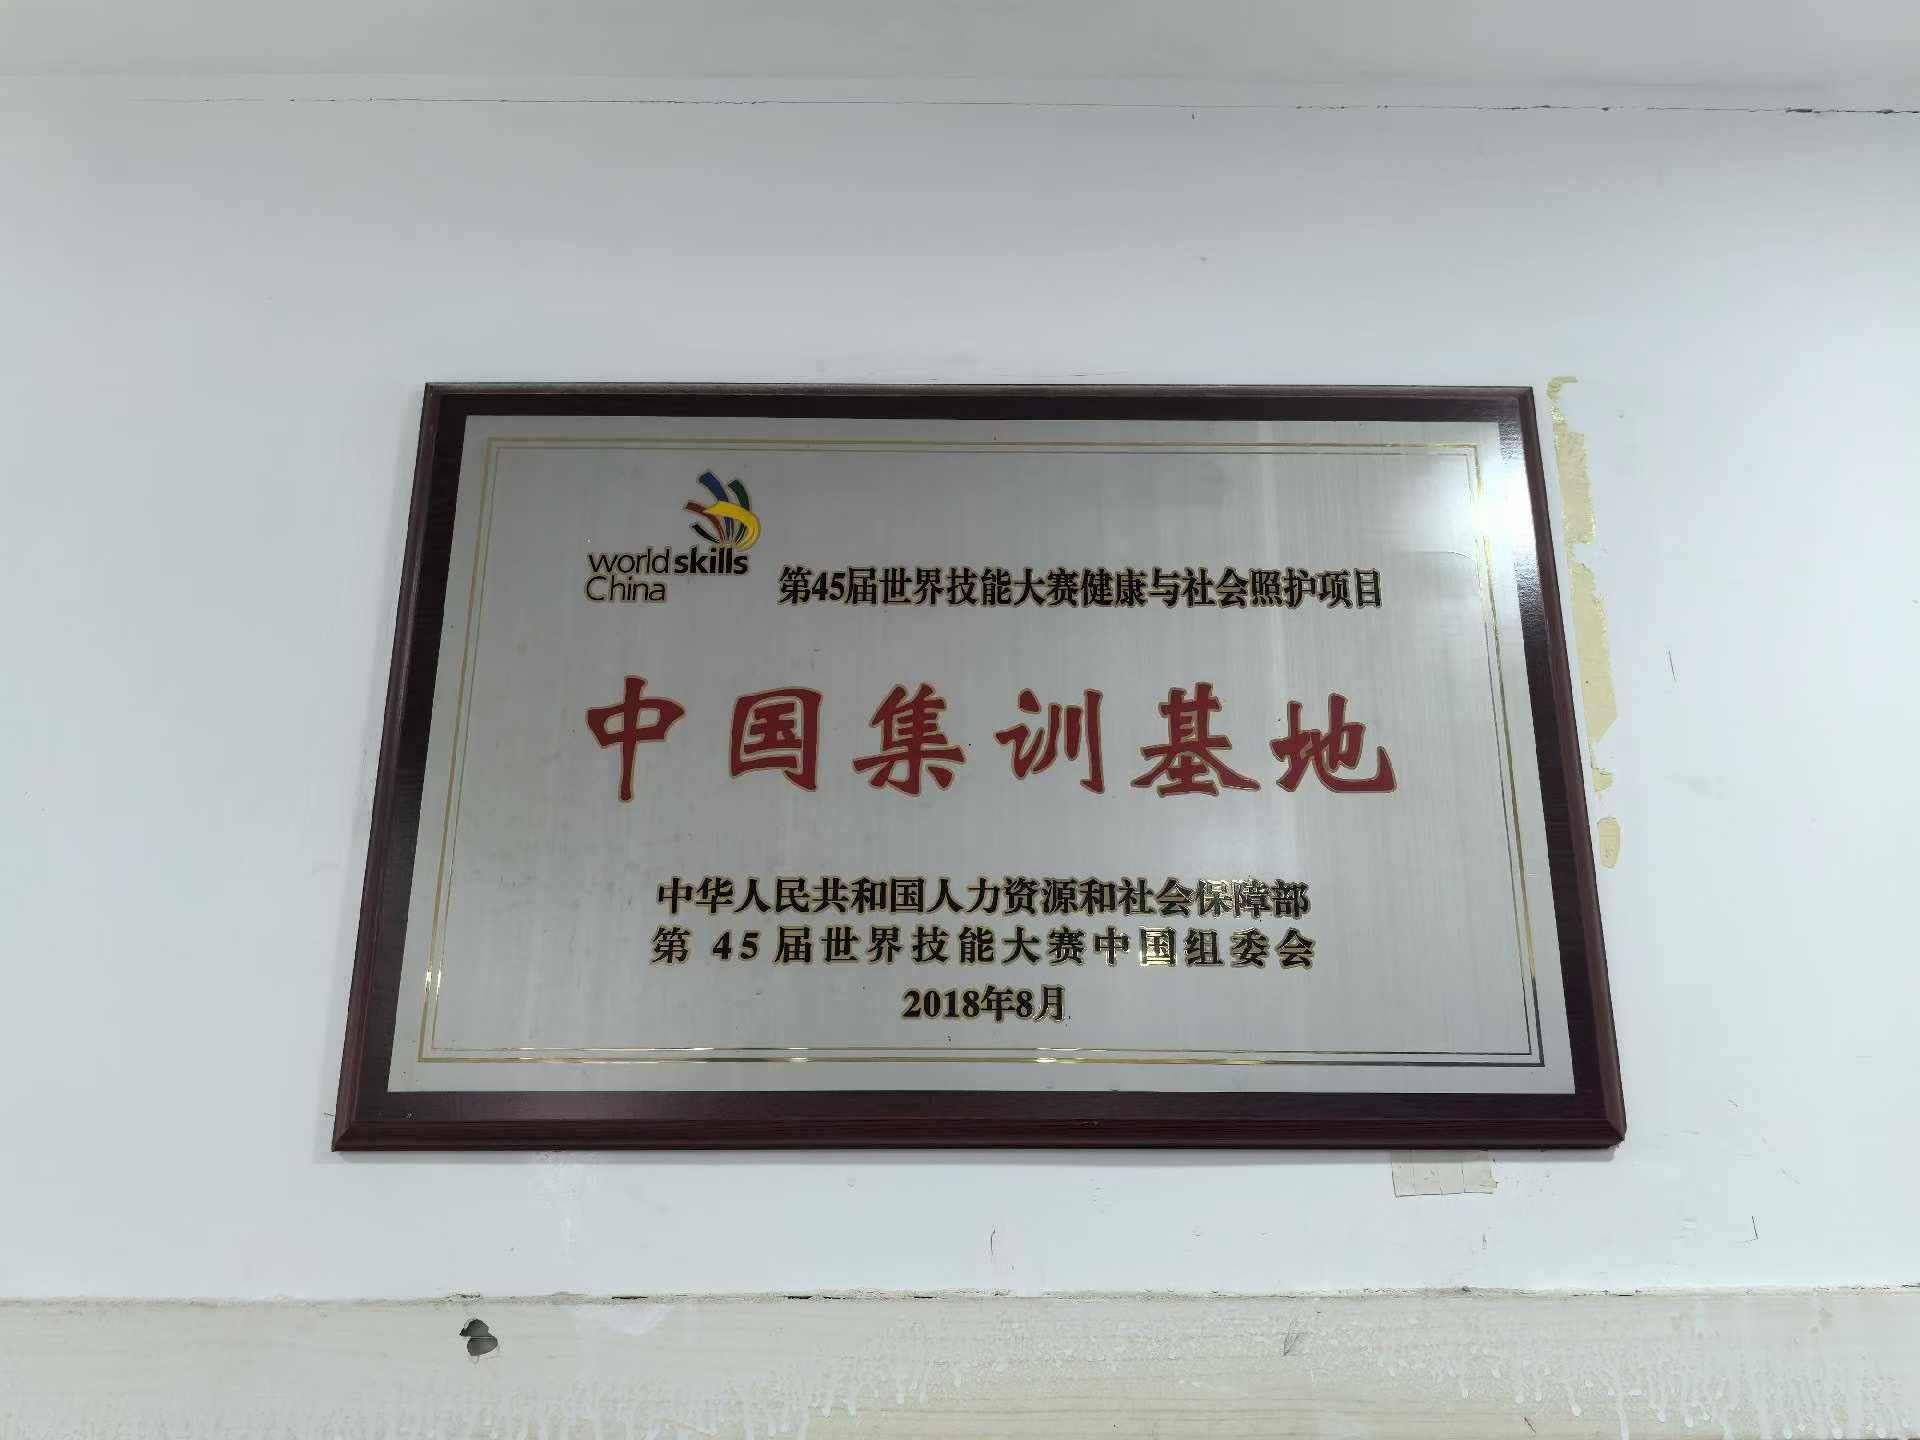 worldskills
China
第45届世界技能大赛健康与社会照护项目
中国集训基地
中华人民共和国人力资源和社会保障部
第45届世界技能大赛中国组委会
2018年8月